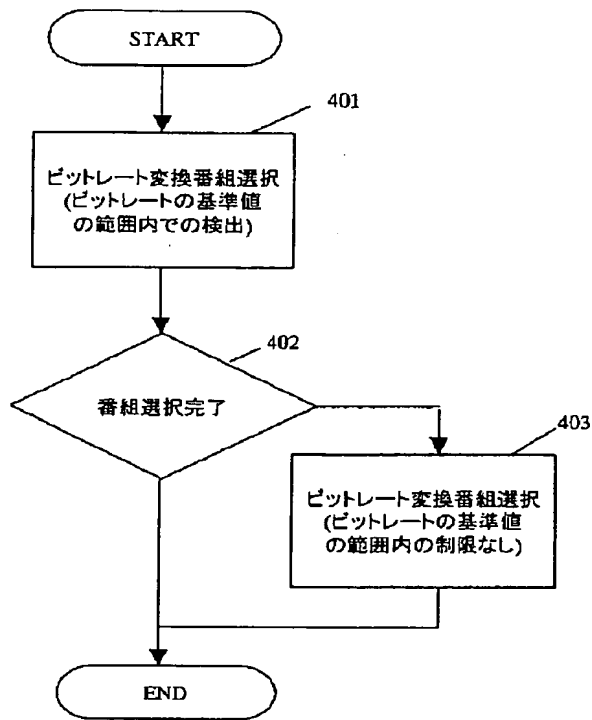 START
401
ビットレート変換番組選択
(ビットレートの基準値
の範囲内での検出)
402
番組選択完了
403
ビットレート変換番組選択
(ビットレートの基準値
の範囲内の制限なし)
END